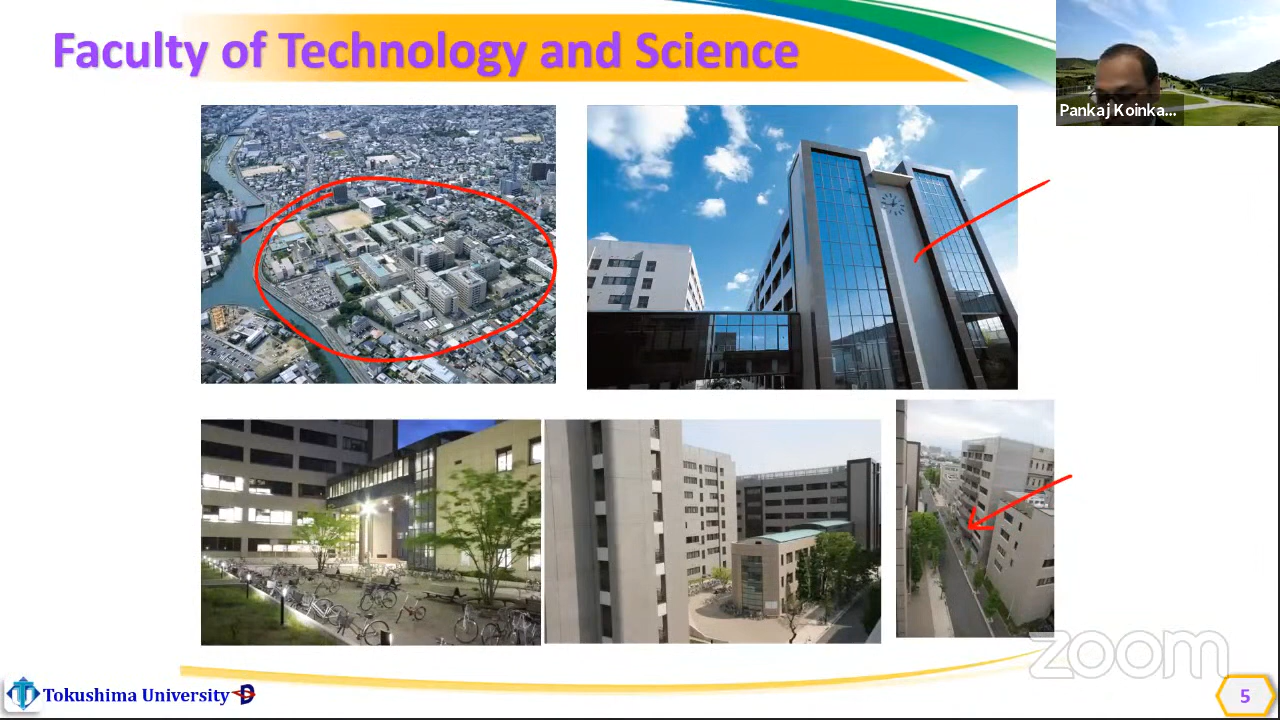 Faculty of Technology and Science
Pankaj Koinka...
zoom
Tokushima University
5